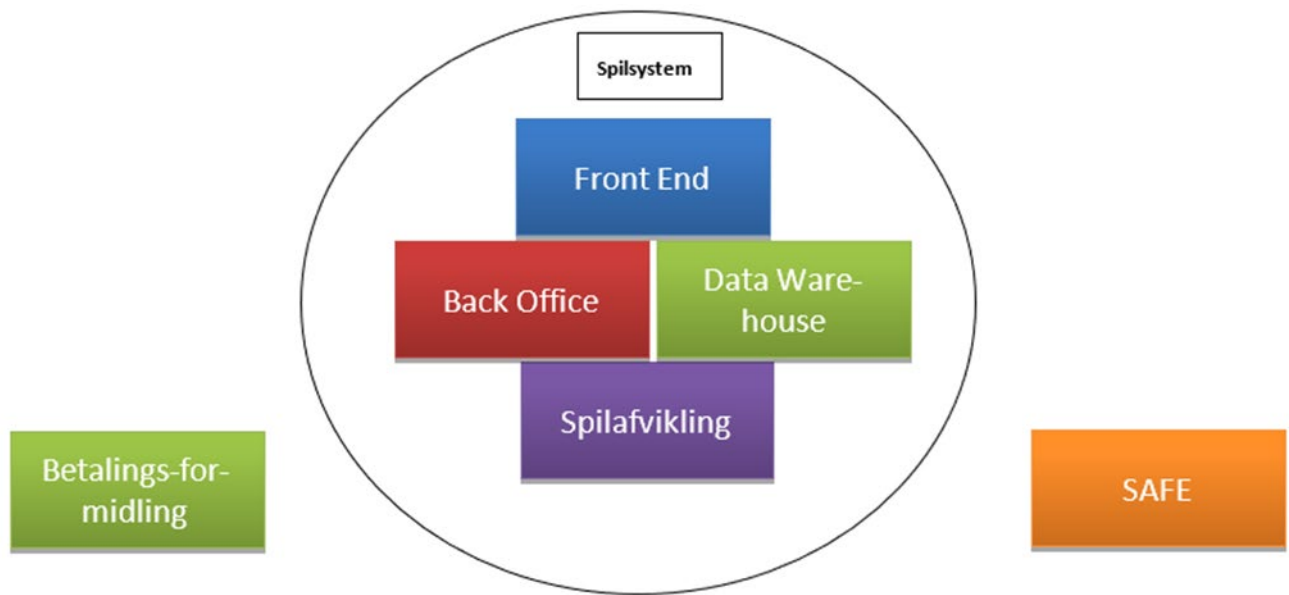 Spilsystem
Front End
Back Office
Data Ware-
house
Spilafvikling
Betalings-for-
midling
SAFE